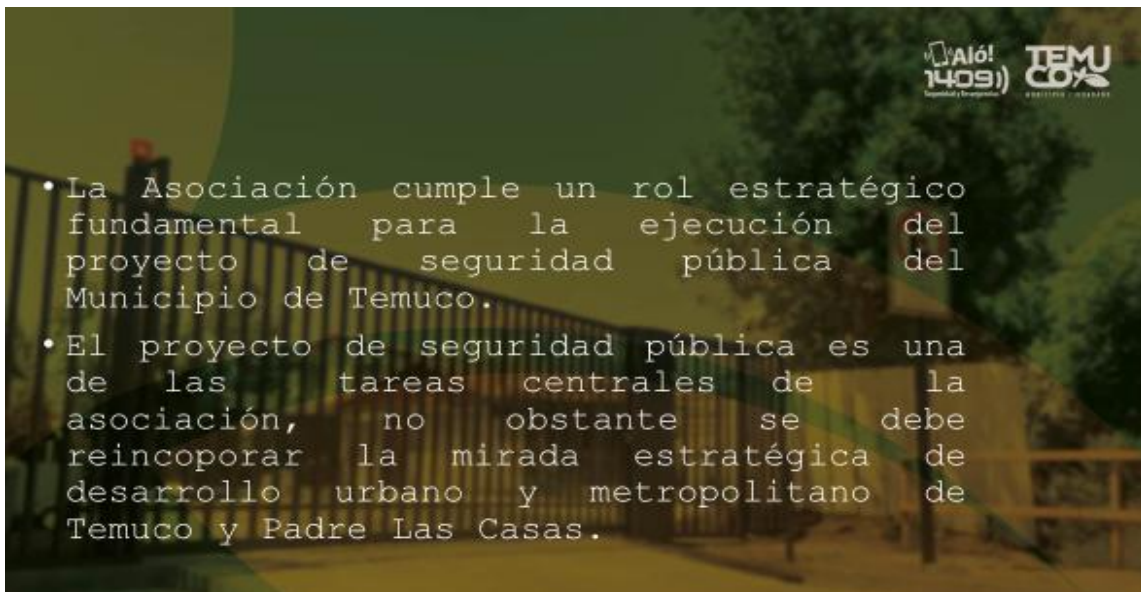 Aló!
1409
TEMU
CO
• La Asociación cumple un rol estratégico
fundamental para la ejecución del
proyecto de seguridad pública del
Municipio de Temuco.
• El proyecto de seguridad pública es una
de las tareas centrales de la
asociación, no obstante se debe
reincoporar la mirada estratégica de
desarrollo urbano y metropolitano de
Temuco y Padre Las Casas.